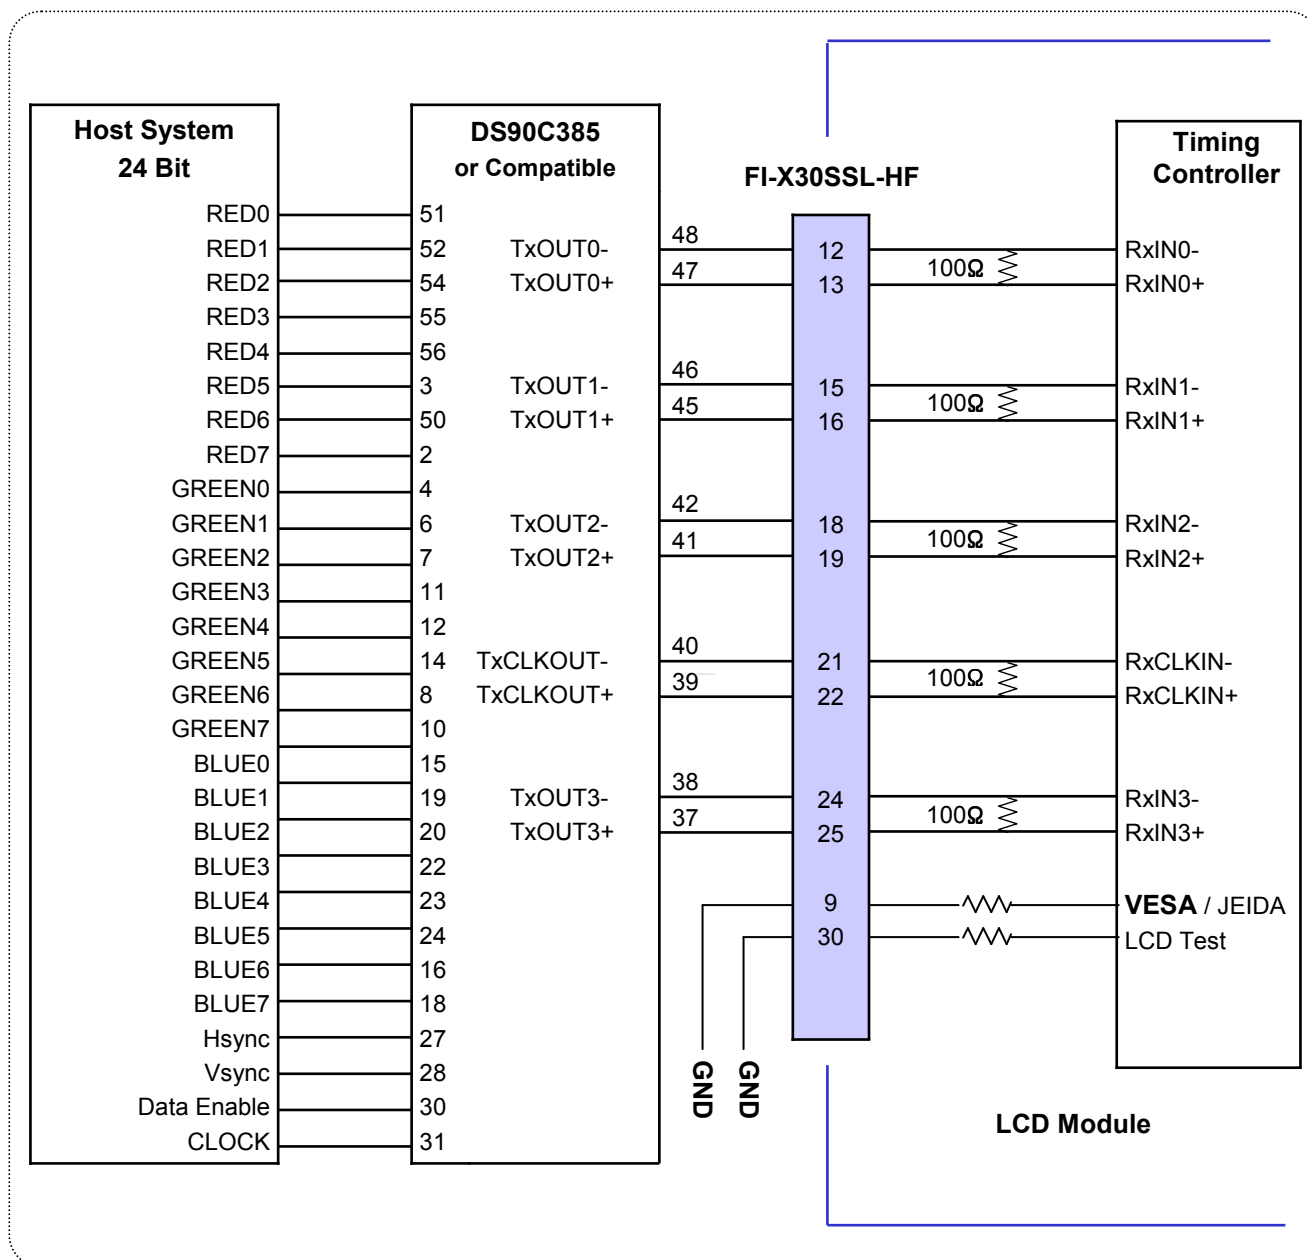 Host System
24 Bit
RED0
RED1
RED2
RED3
RED4
RED5
RED6
RED7
GREEN0
GREEN1
GREEN2
GREEN3
GREEN4
GREEN5
GREEN6
GREEN7
BLUE0
BLUE1
BLUE2
BLUE3
BLUE4
BLUE5
BLUE6
BLUE7
Hsync
Vsync
Data Enable
CLOCK
DS90C385
or Compatible
51
52 TxOUT0-
54 TxOUT0+
55
56
3 TxOUT1-
50 TxOUT1+
2
4
6 TxOUT2-
7 TxOUT2+
11
12
14 TxCLKOUT-
8 TxCLKOUT+
10
15
19 TxOUT3-
20 TxOUT3+
22
23
24
16
18
27
28
30
31
48
47
46
45
42
41
40
39
38
37
GND
GND
FI-X30SSL-HF
12
13
15
16
18
19
21
22
24
25
9
30
100Ω
100Ω
100Ω
100Ω
100Ω
Timing
Controller
RxIN0-
RxIN0+
RxIN1-
RxIN1+
RxIN2-
RxIN2+
RxCLKIN-
RxCLKIN+
RxIN3-
RxIN3+
VESA / JEIDA
LCD Test
LCD Module